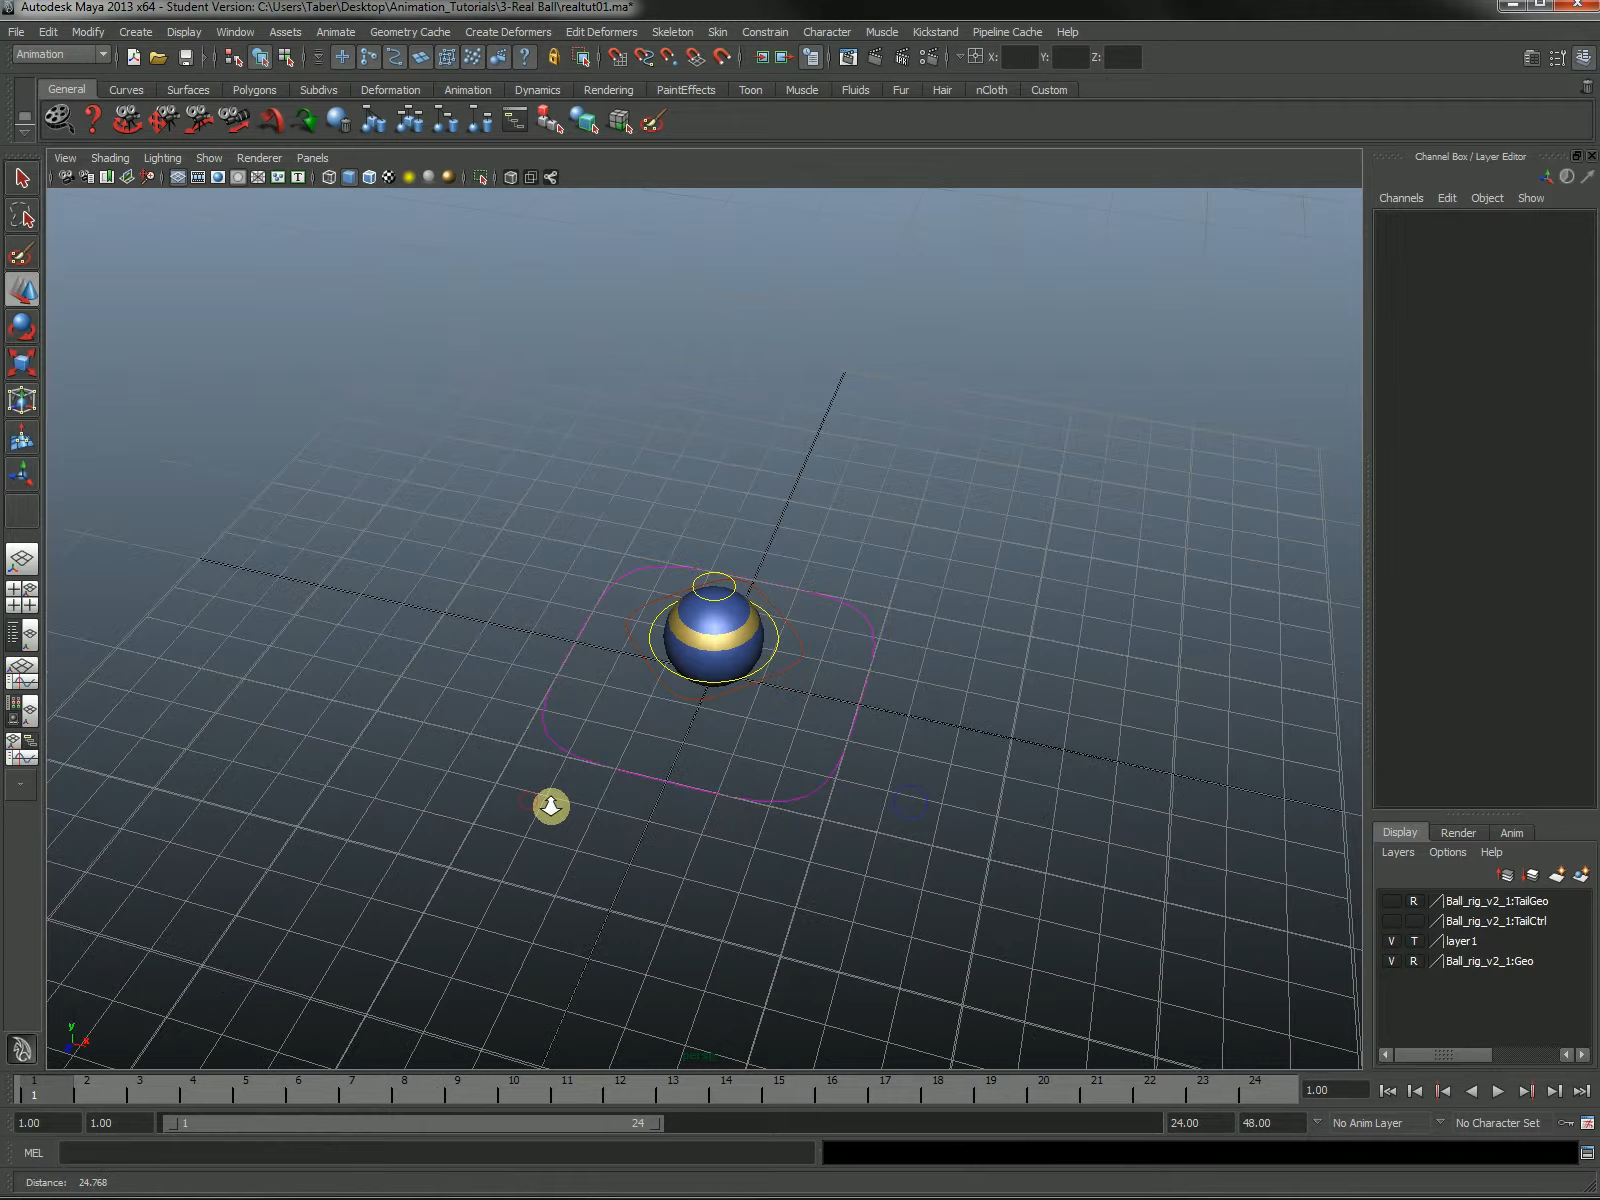 Autodesk Maya 2013 x64 - Student Version: C:\Users\Taber\Desktop\Animation_Tutorials\3-Real Ball\realtut01.ma*
File Edit Modify Create Display Window Assets Animate Geometry Cache Create Deformers Edit Deformers Skeleton Skin Constrain Character Muscle Kickstand Pipeline Cache Help
Animation X: Y: Z:
General Curves Surfaces Polygons Subdivs Deformation Animation Dynamics Rendering PaintEffects Toon Muscle Fluids Fur Hair nCloth Custom
View Shading Lighting Show Renderer Panels
Channel Box / Layer Editor
Channels Edit Object Show
y
x
persp
Display Render Anim
Layers Options Help
R Ball_rig_v2_1:TailGeo
Ball_rig_v2_1:TailCtrl
V T layer1
V R Ball_rig_v2_1:Geo
1 2 3 4 5 6 7 8 9 10 11 12 13 14 15 16 17 18 19 20 21 22 23 24
1 1.00
1.00 1.00 1 24 24.00 48.00 No Anim Layer No Character Set
MEL
Distance: 24.768